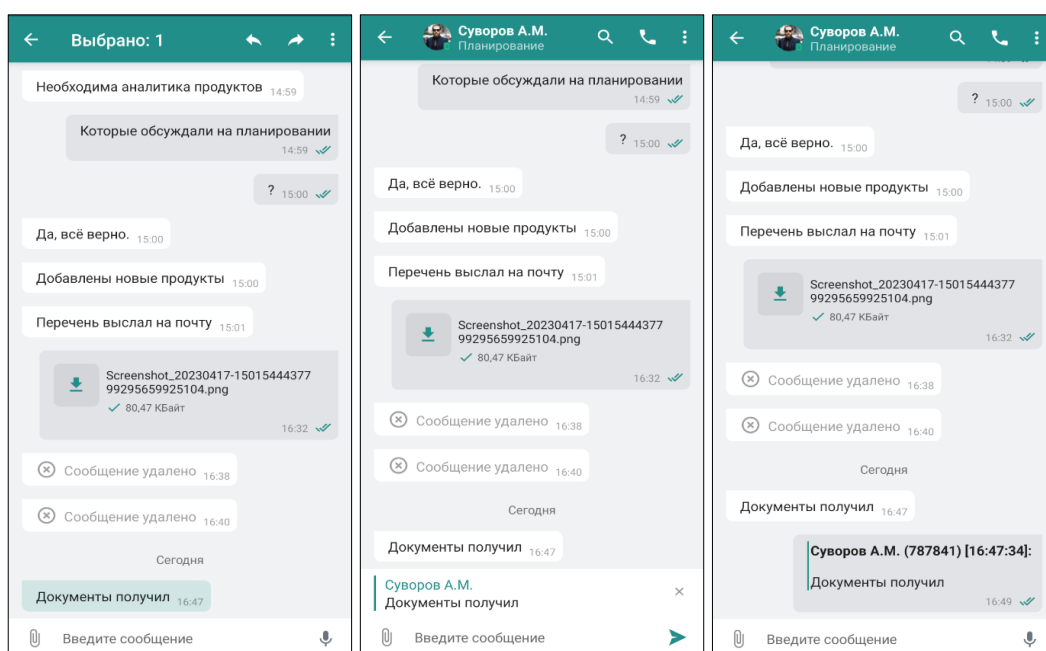 Выбрано: 1
Необходима аналитика продуктов 14:59
Которые обсуждали на планировании
14:59
? 15:00
Да, всё верно. 15:00
Добавлены новые продукты 15:00
Перечень выслал на почту 15:01
Screenshot_20230417-15015444377
99295659925104.png
80,47 КБайт
16:32
Сообщение удалено 16:38
Сообщение удалено 16:40
Сегодня
Документы получил 16:47
Введите сообщение
Суворов А.М.
Планирование
Которые обсуждали на планировании
14:59
? 15:00
Да, всё верно. 15:00
Добавлены новые продукты 15:00
Перечень выслал на почту 15:01
Screenshot_20230417-15015444377
99295659925104.png
80,47 КБайт
16:32
Сообщение удалено 16:38
Сообщение удалено 16:40
Сегодня
Документы получил 16:47
Суворов А.М.
Документы получил
Введите сообщение
Суворов А.М.
Планирование
? 15:00
Да, всё верно. 15:00
Добавлены новые продукты 15:00
Перечень выслал на почту 15:01
Screenshot_20230417-15015444377
99295659925104.png
80,47 КБайт
16:32
Сообщение удалено 16:38
Сообщение удалено 16:40
Сегодня
Документы получил 16:47
Суворов А.М. (787841) [16:47:34]:
Документы получил
16:49
Введите сообщение